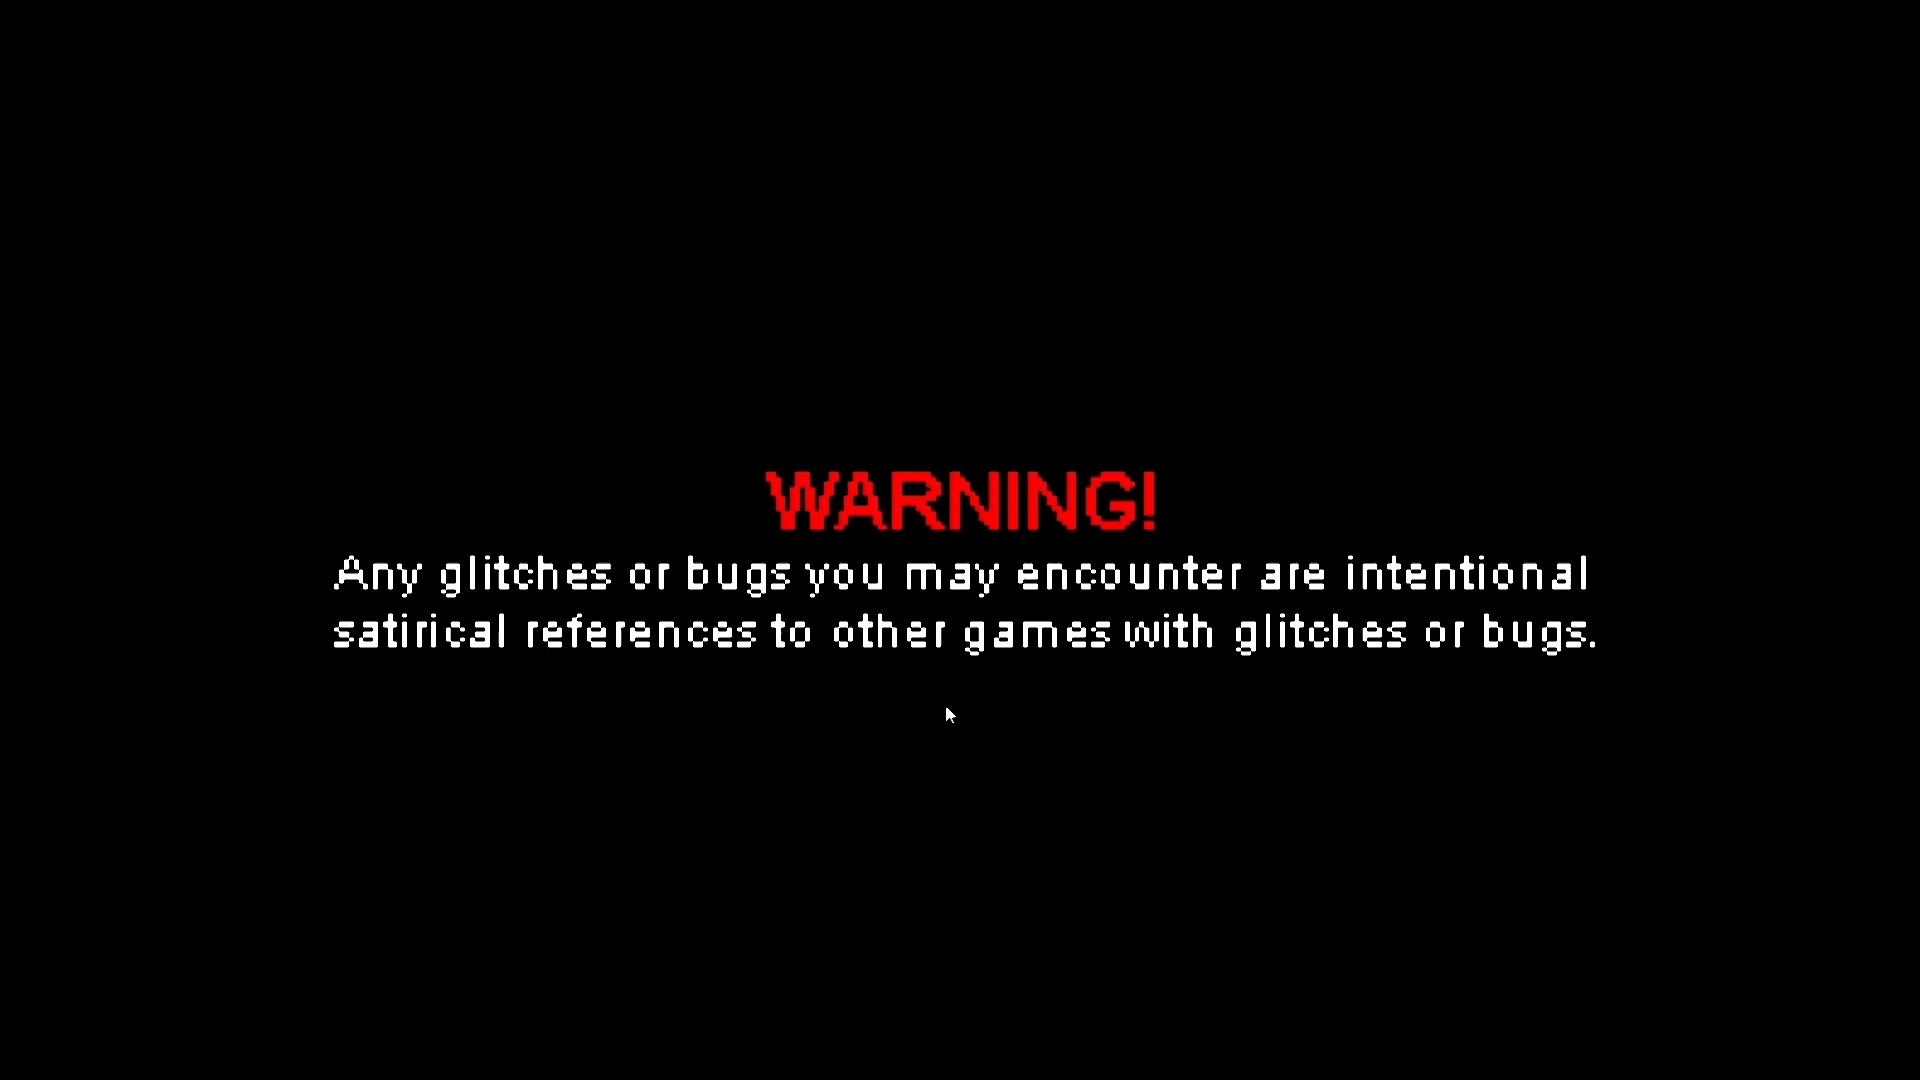 WARNING!
Any glitches or bugs you may encounter are intentional
satirical references to other games with glitches or bugs.